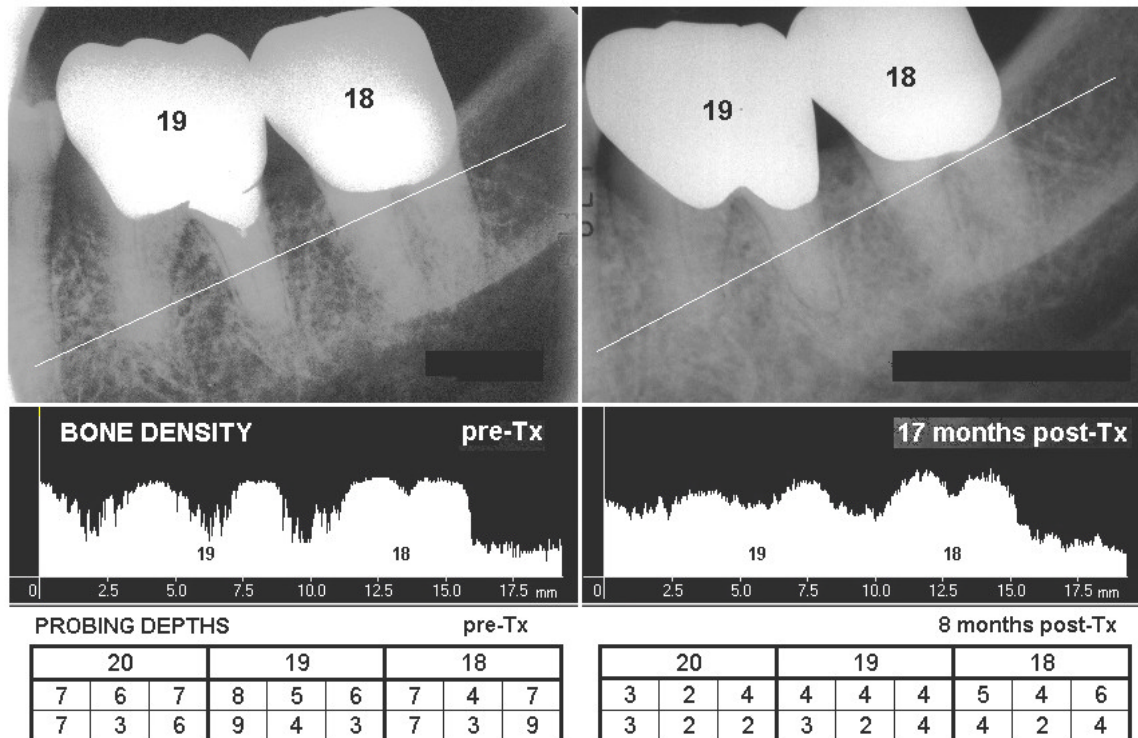 19 18
19 18
BONE DENSITY pre-Tx
19 18
0 2.5 5.0 7.5 10.0 12.5 17.5 mm
17 months post-Tx
19 18
0 2.5 5.0 7.5 10.0 12.5 17.5 mm
PROBING DEPTHS pre-Tx
20 19 18
7 6 7 8 5 6 7 4 7
7 3 6 9 4 3 7 3 9
8 months post-Tx
20 19 18
3 2 4 4 4 4 5 4 6
3 2 2 3 2 4 4 2 4